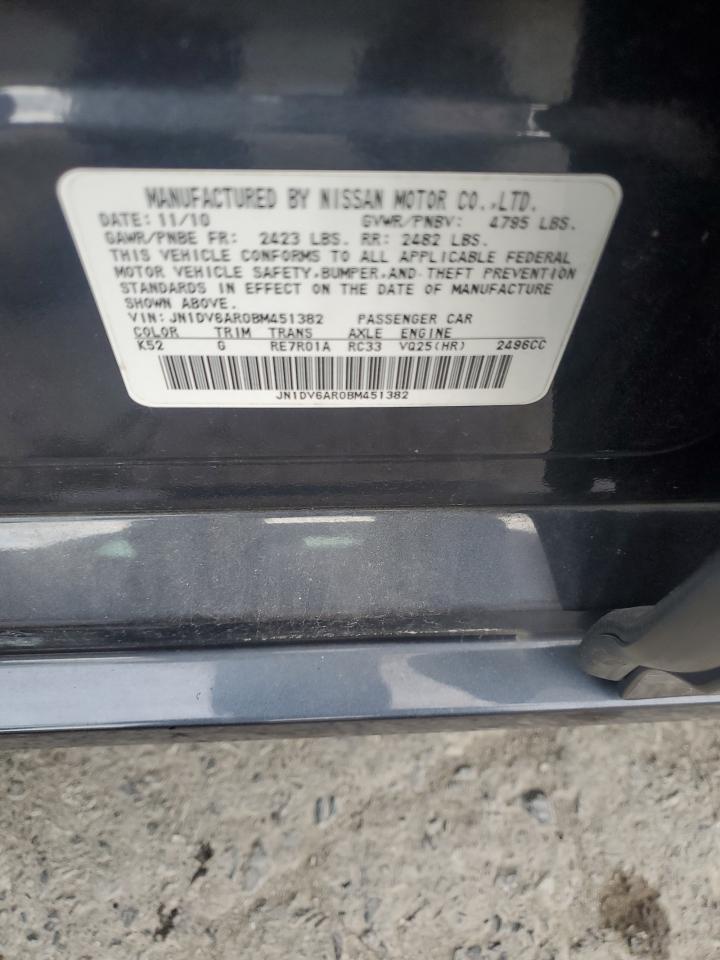 MANUFACTURED BY NISSAN MOTOR CO.,LTD.
DATE: 11/10 GVWR/PNBV: 4795 LBS.
GAWR/PNBE FR: 2423 LBS. RR: 2482 LBS.
THIS VEHICLE CONFORMS TO ALL APPLICABLE FEDERAL
MOTOR VEHICLE SAFETY,BUMPER,AND THEFT PREVENTION
STANDARDS IN EFFECT ON THE DATE OF MANUFACTURE
SHOWN ABOVE.
VIN: JN1DV6AR0BM451382 PASSENGER CAR
COLOR TRIM TRANS AXLE ENGINE
K52 G RE7R01A RC33 VQ25(HR) 2496CC
JN1DV6AR0BM451382